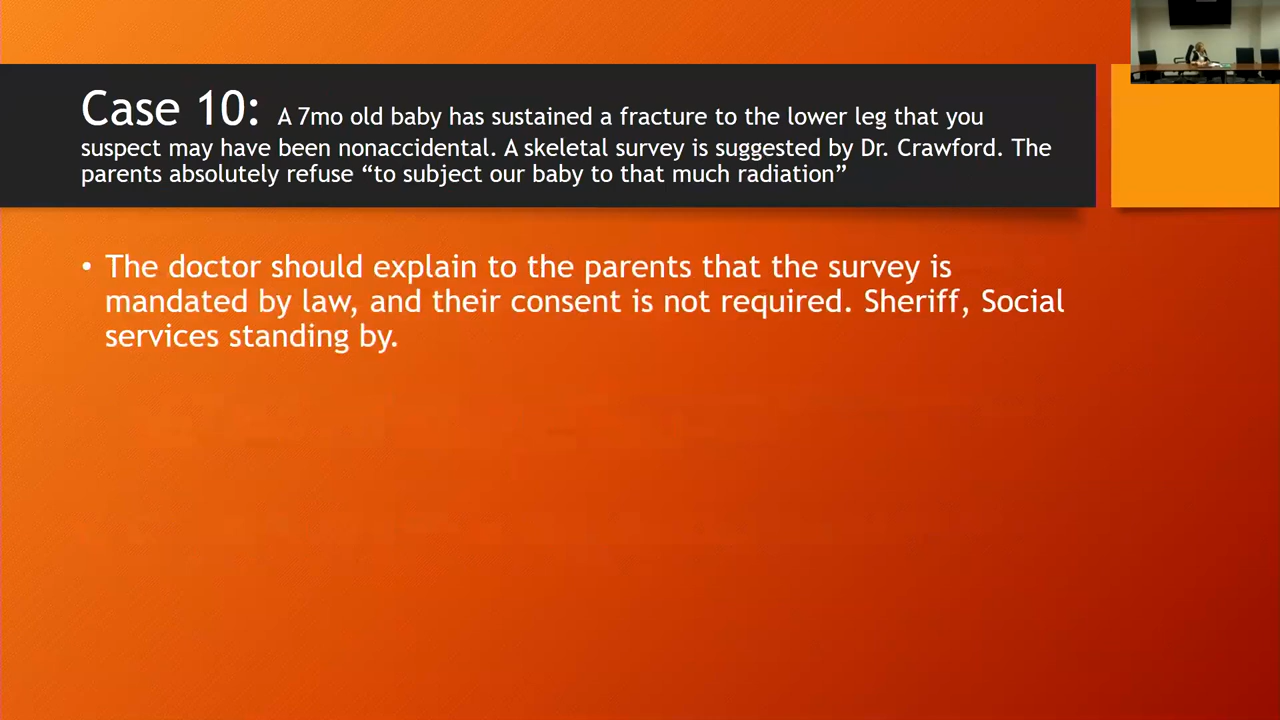 Case 10: A 7mo old baby has sustained a fracture to the lower leg that you
suspect may have been nonaccidental. A skeletal survey is suggested by Dr. Crawford. The
parents absolutely refuse “to subject our baby to that much radiation”
• The doctor should explain to the parents that the survey is
mandated by law, and their consent is not required. Sheriff, Social
services standing by.